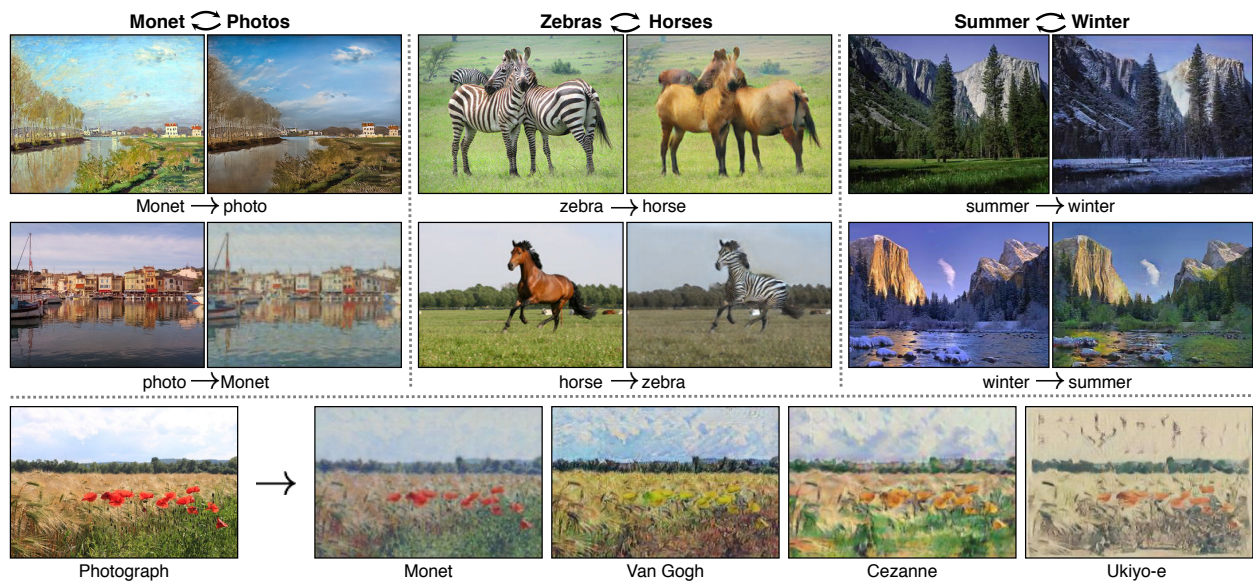 Monet Photos
Zebras Horses
Summer Winter
Monet → photo
zebra → horse
summer → winter
photo → Monet
horse → zebra
winter → summer
Photograph
Monet
Van Gogh
Cezanne
Ukiyo-e